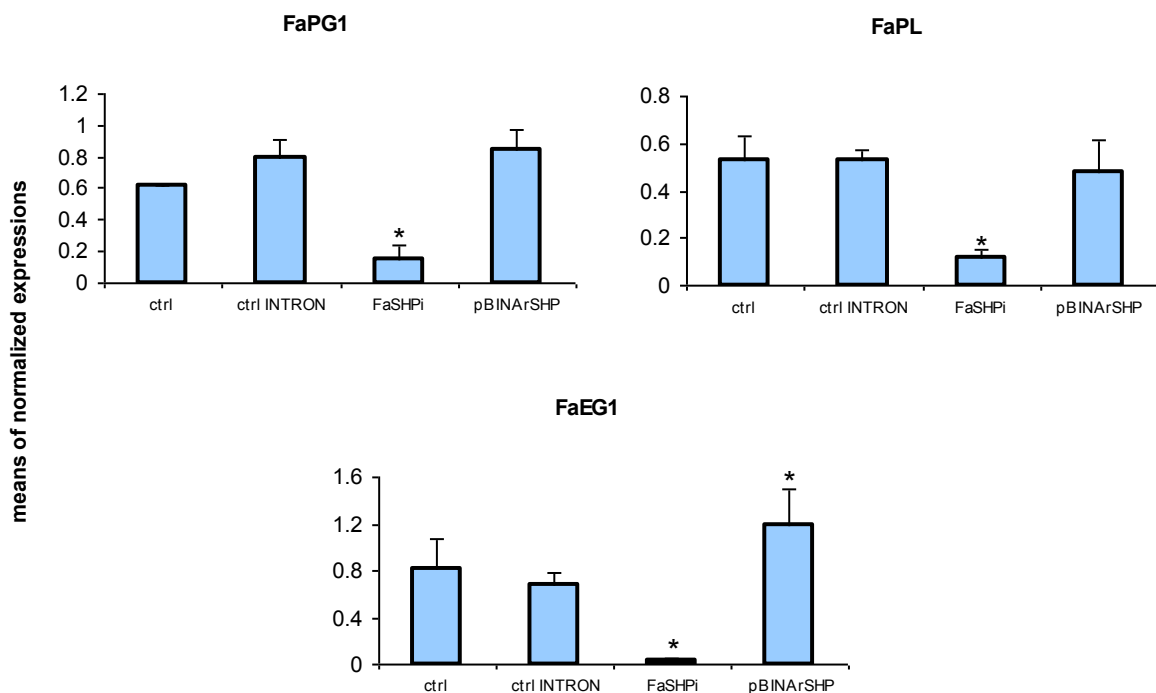 FaPG1
FaPL
means of normalized expressions
1.2
1
0.8
0.6
0.4
0.2
0
*
ctrl
ctrl INTRON
FaSHPi
pBINArSHP
0.8
0.6
0.4
0.2
0
*
ctrl
ctrl INTRON
FaSHPi
pBINArSHP
FaEG1
1.6
1.2
0.8
0.4
0
*
*
ctrl
ctrl INTRON
FaSHPi
pBINArSHP